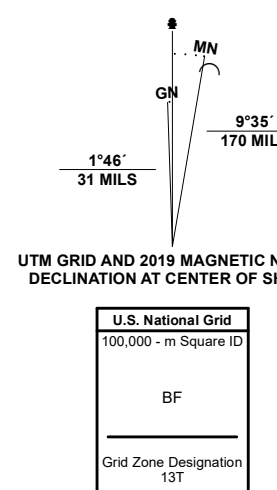 MN
GN
9°35´
170 MIL
1°46´
31 MILS
UTM GRID AND 2019 MAGNETIC N
DECLINATION AT CENTER OF SH
U.S. National Grid
100,000 - m Square ID
BF
Grid Zone Designation
13T